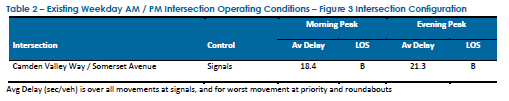 Table 2 – Existing Weekday AM / PM Intersection Operating Conditions – Figure 3 Intersection Configuration
Morning Peak Evening Peak
Intersection Control Av Delay LOS Av Delay LOS
Camden Valley Way / Somerset Avenue Signals 18.4 B 21.3 B
Avg Delay (sec/veh) is over all movements at signals, and for worst movement at priority and roundabouts